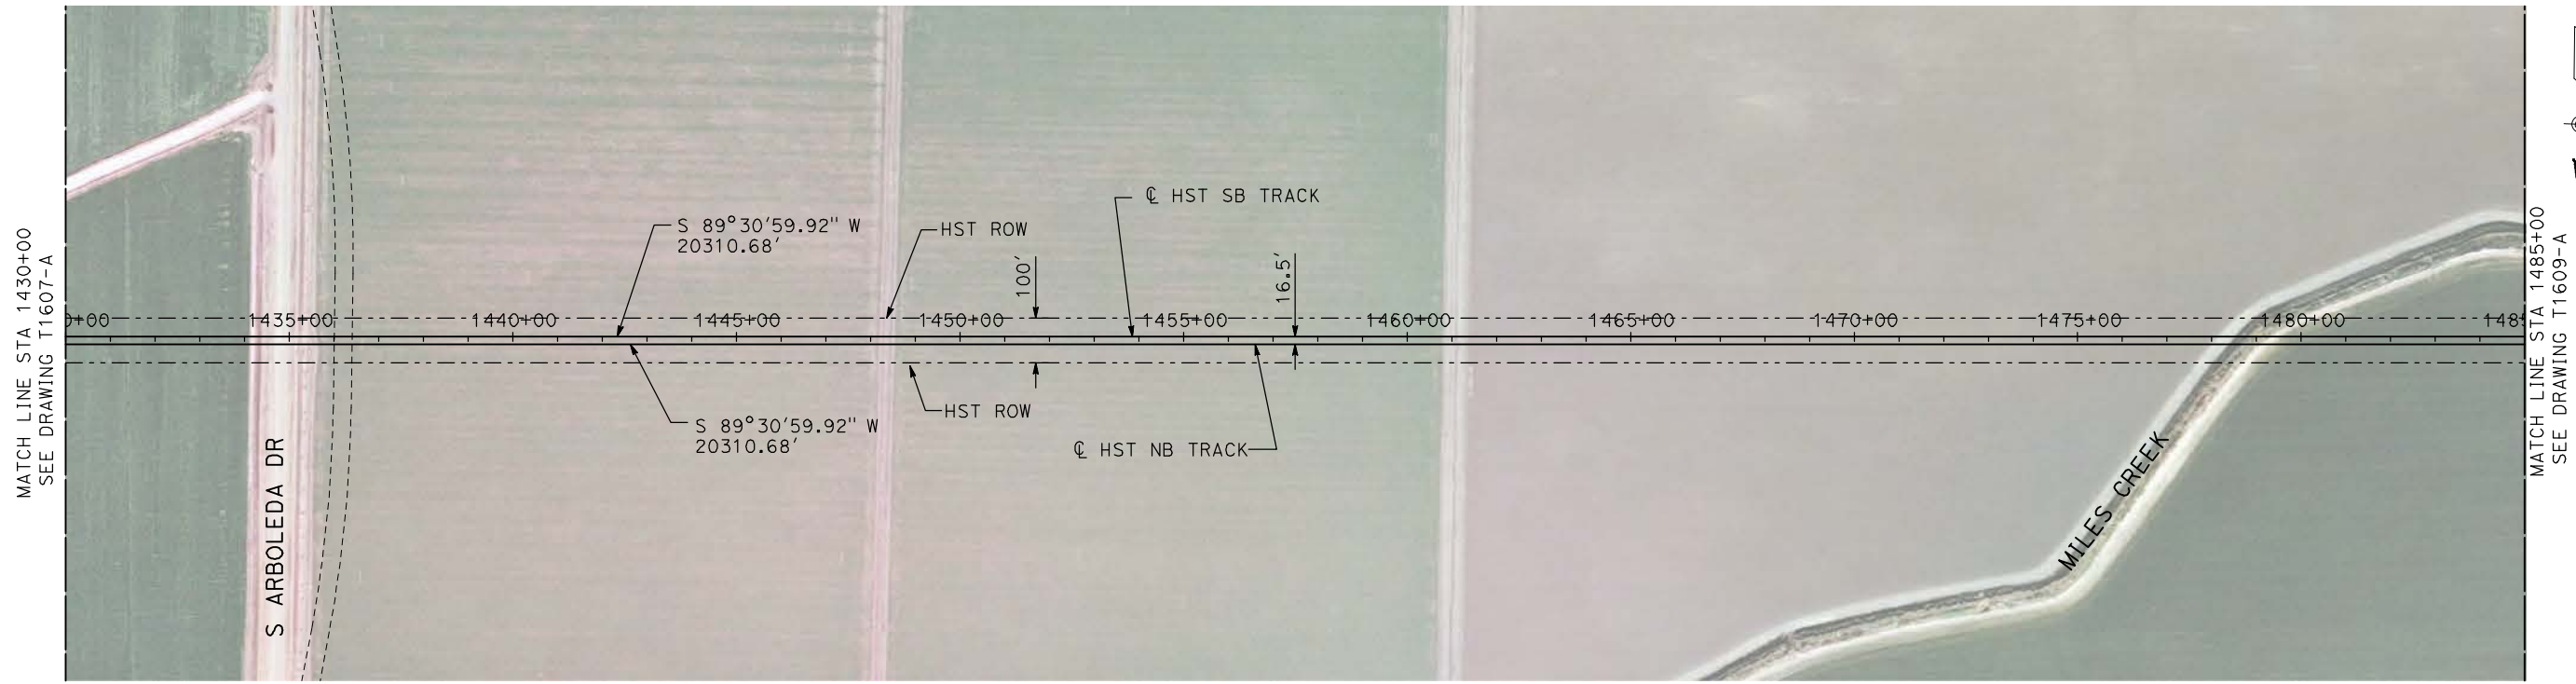 MATCH LINE STA 1430+00
SEE DRAWING T1607-A
S 89°30'59.92" W
20310.68'
HST ROW
100'
℄ HST SB TRACK
16.5'
0+00 1435+00 1440+00 1445+00 1450+00 1455+00 1460+00 1465+00 1470+00 1475+00 1480+00 1485
S 89°30'59.92" W
20310.68'
HST ROW
℄ HST NB TRACK
S ARBOLEDA DR
MILES CREEK
MATCH LINE STA 1485+00
SEE DRAWING T1609-A